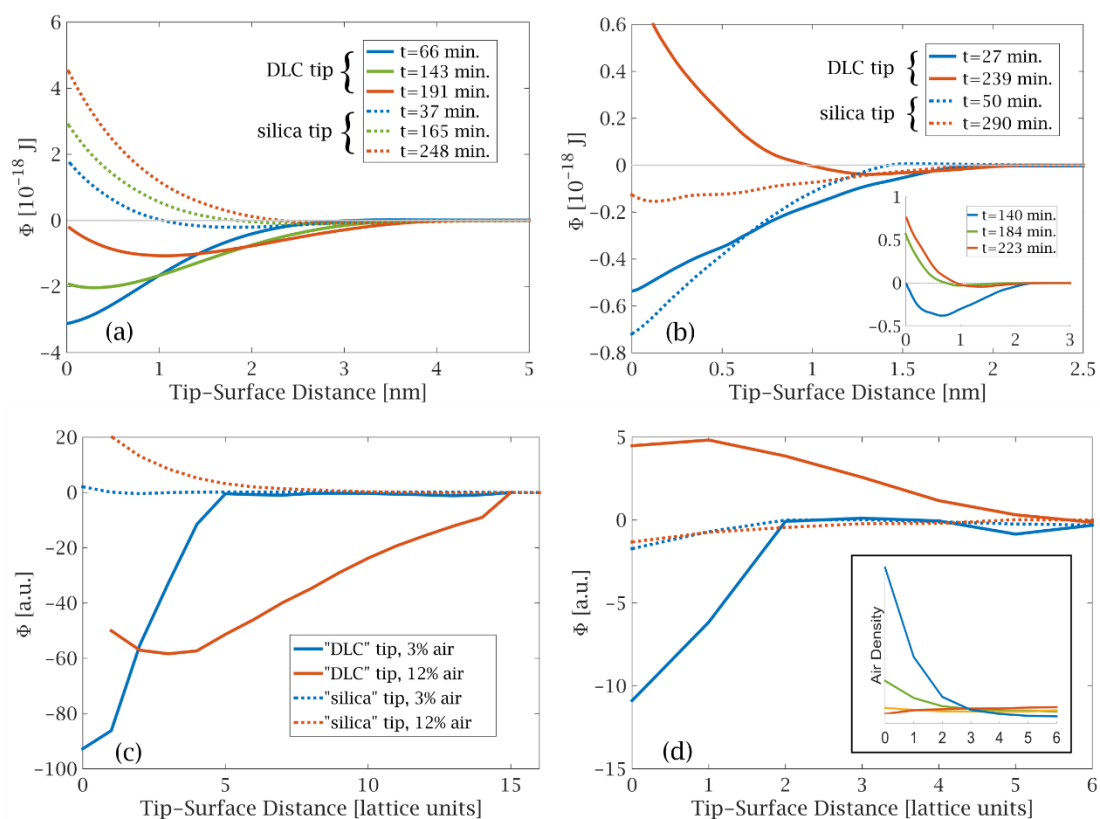 6
4
2
0
−2
−4
Φ [10⁻¹⁸ J]
DLC tip {
t=66 min.
t=143 min.
t=191 min.
silica tip {
t=37 min.
t=165 min.
t=248 min.
(a)
0 1 2 3 4 5
Tip−Surface Distance [nm]
0.6
0.4
0.2
0
−0.2
−0.4
−0.6
−0.8
Φ [10⁻¹⁸ J]
DLC tip {
t=27 min.
t=239 min.
silica tip {
t=50 min.
t=290 min.
1
0.5
0
−0.5
t=140 min.
t=184 min.
t=223 min.
0 1 2 3
(b)
0 0.5 1 1.5 2 2.5
Tip−Surface Distance [nm]
20
0
−20
−40
−60
−80
−100
Φ [a.u.]
"DLC" tip, 3% air
"DLC" tip, 12% air
"silica" tip, 3% air
"silica" tip, 12% air
(c)
0 5 10 15
Tip−Surface Distance [lattice units]
5
0
−5
−10
−15
Φ [a.u.]
Air Density
0 1 2 3 4 5 6
(d)
0 1 2 3 4 5 6
Tip−Surface Distance [lattice units]